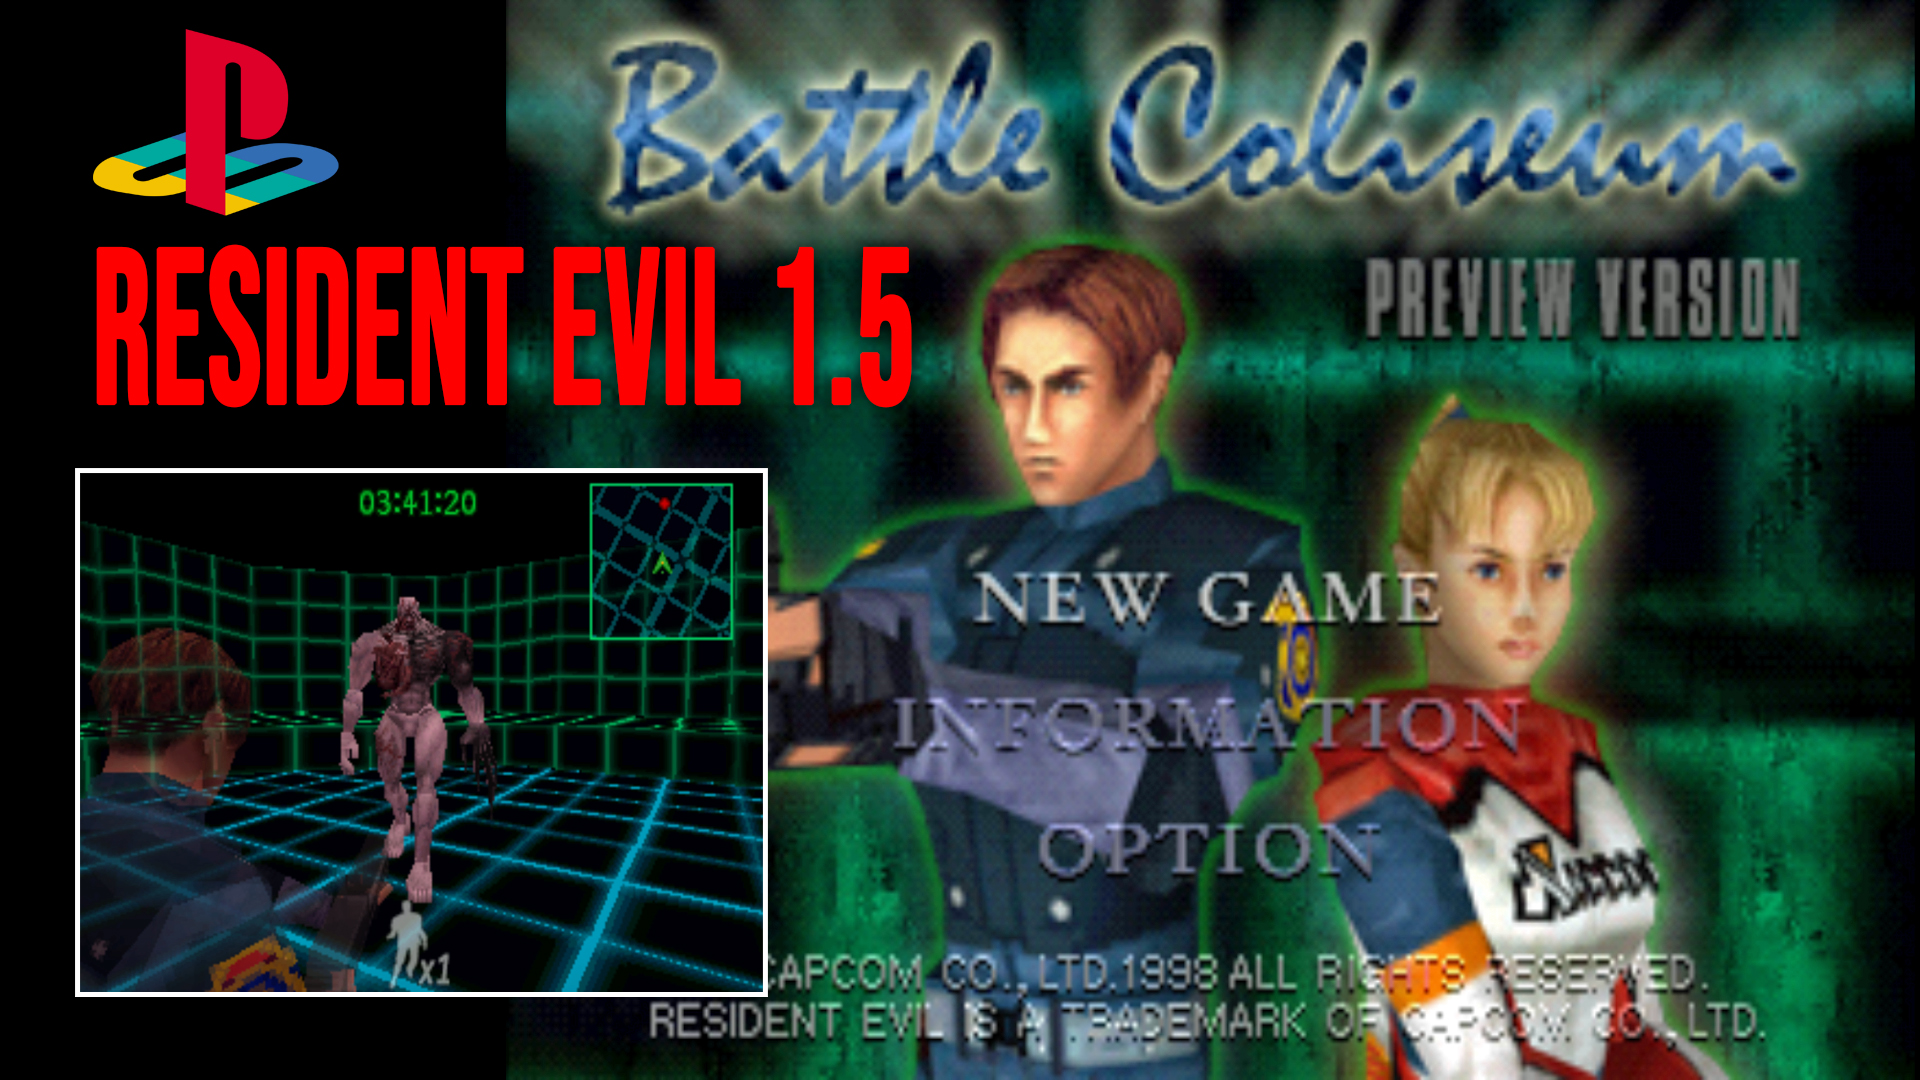 Battle Coliseum
PREVIEW VERSION
RESIDENT EVIL 1.5
03:41:20
NEW GAME
INFORMATION
OPTION
x1
CAPCOM CO., LTD.1998 ALL RIGHTS RESERVED.
RESIDENT EVIL IS A TRADEMARK OF CAPCOM CO., LTD.